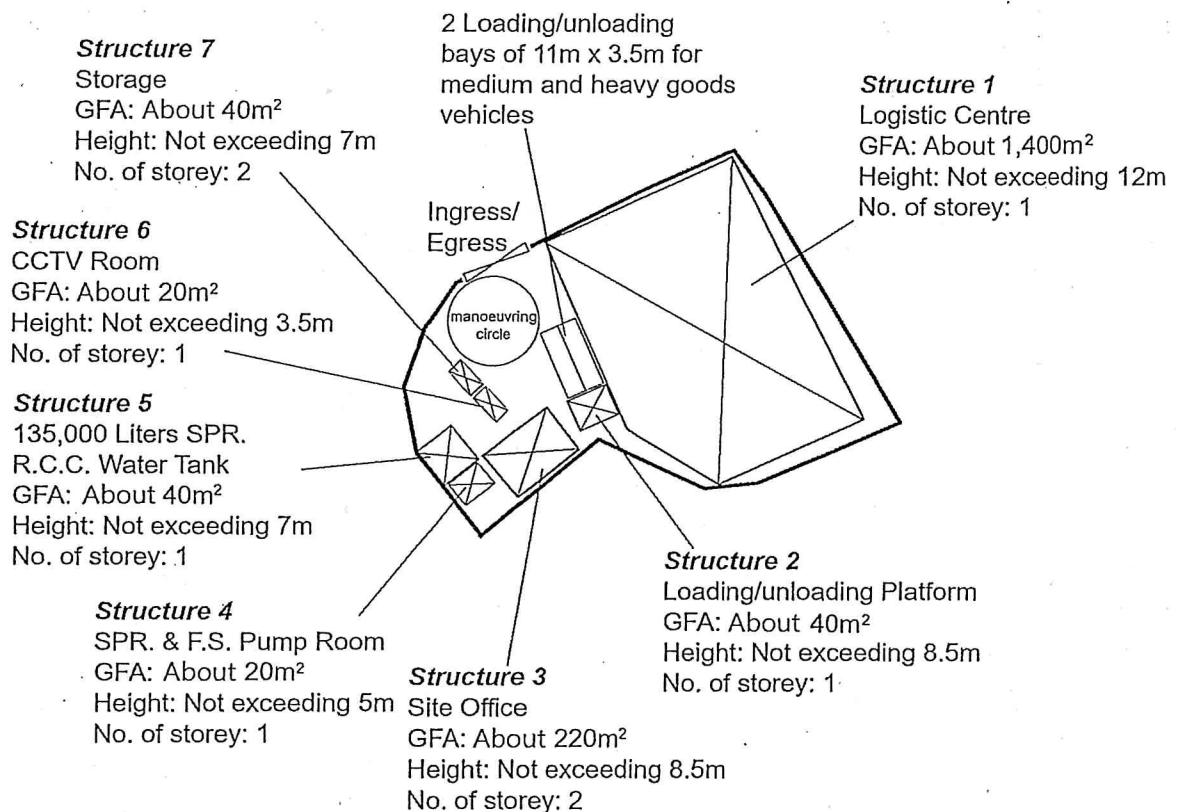 Structure 7
Storage
GFA: About 40m²
Height: Not exceeding 7m
No. of storey: 2
2 Loading/unloading
bays of 11m x 3.5m for
medium and heavy goods
vehicles
Structure 1
Logistic Centre
GFA: About 1,400m²
Height: Not exceeding 12m
No. of storey: 1
Ingress/
Egress
manoeuvring
circle
Structure 6
CCTV Room
GFA: About 20m²
Height: Not exceeding 3.5m
No. of storey: 1
Structure 5
135,000 Liters SPR.
R.C.C. Water Tank
GFA: About 40m²
Height: Not exceeding 7m
No. of storey: 1
Structure 4
SPR. & F.S. Pump Room
GFA: About 20m²
Height: Not exceeding 5m
No. of storey: 1
Structure 3
Site Office
GFA: About 220m²
Height: Not exceeding 8.5m
No. of storey: 2
Structure 2
Loading/unloading Platform
GFA: About 40m²
Height: Not exceeding 8.5m
No. of storey: 1